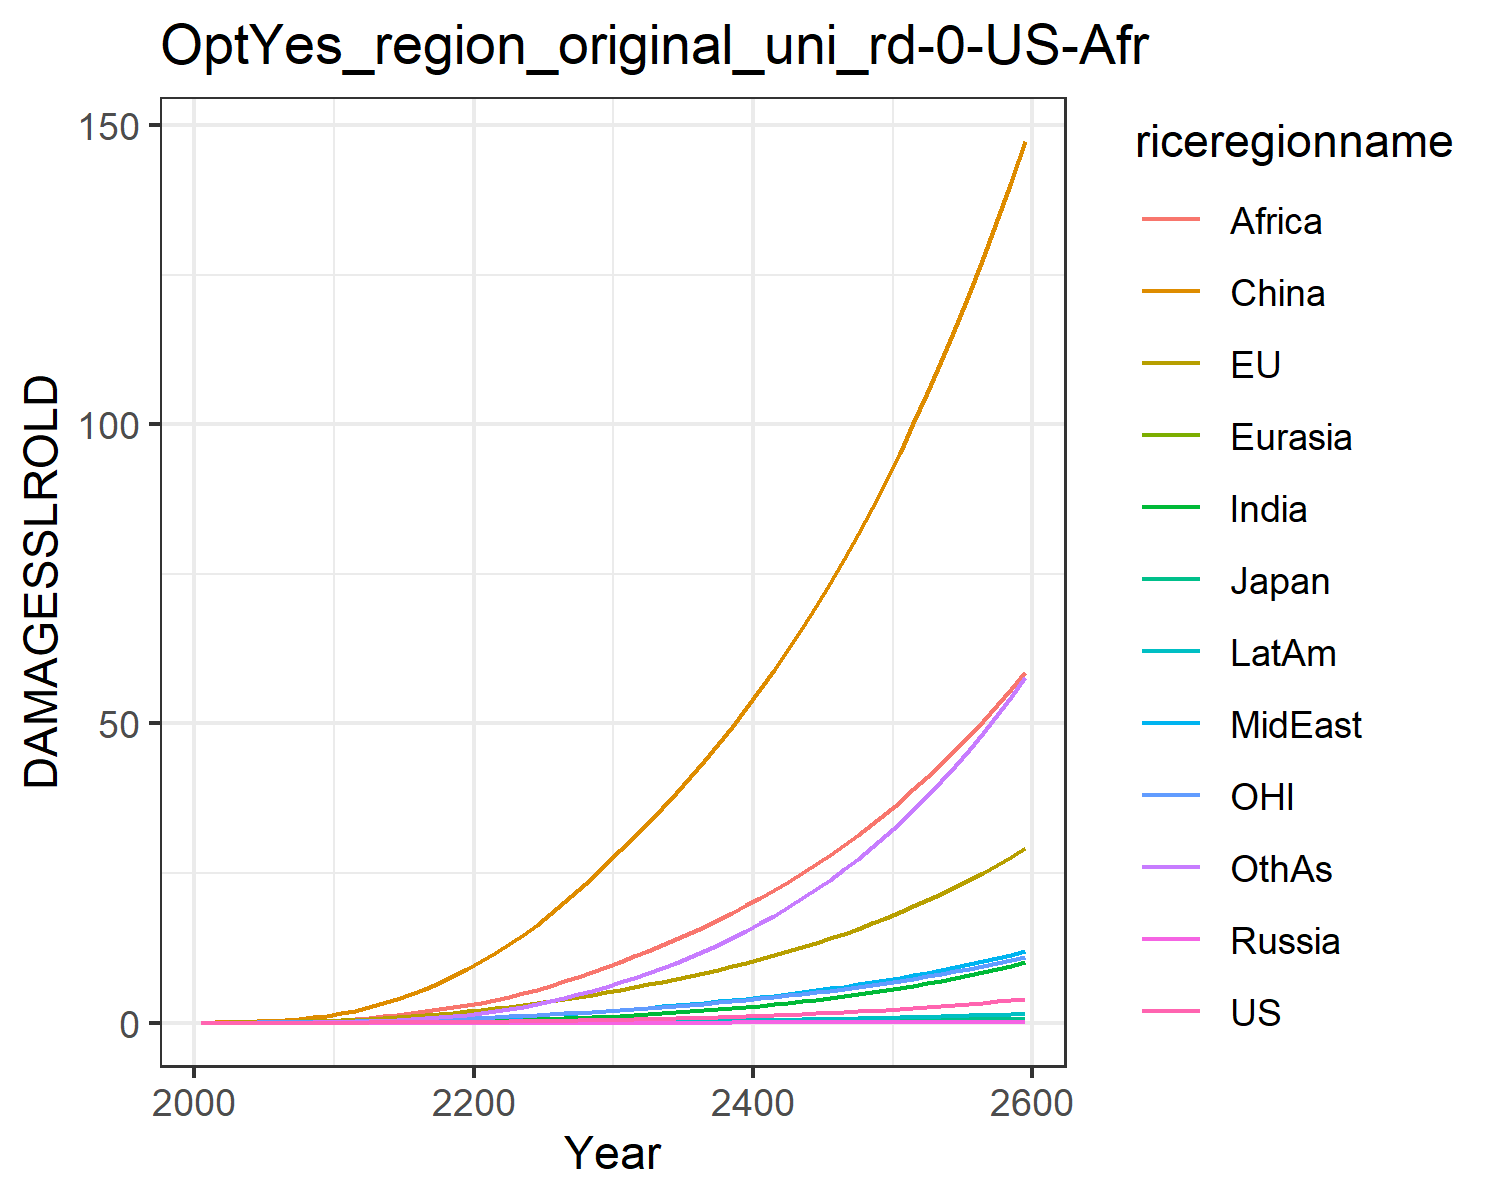 OptYes_region_original_uni_rd-0-US-Afr
DAMAGESSLROLD
150
100
50
0
2000
2200
2400
2600
Year
riceregionname
Africa
China
EU
Eurasia
India
Japan
LatAm
MidEast
OHI
OthAs
Russia
US